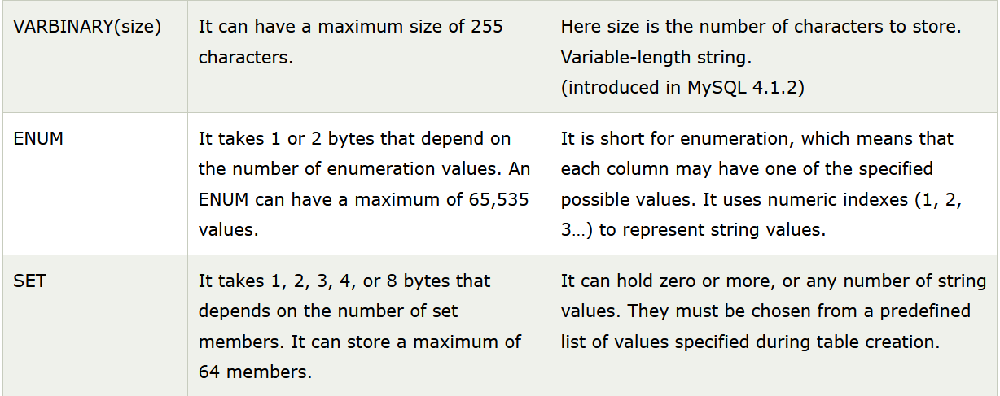 VARBINARY(size)
It can have a maximum size of 255
characters.
Here size is the number of characters to store.
Variable-length string.
(introduced in MySQL 4.1.2)
ENUM
It takes 1 or 2 bytes that depend on
the number of enumeration values. An
ENUM can have a maximum of 65,535
values.
It is short for enumeration, which means that
each column may have one of the specified
possible values. It uses numeric indexes (1, 2,
3…) to represent string values.
SET
It takes 1, 2, 3, 4, or 8 bytes that
depends on the number of set
members. It can store a maximum of
64 members.
It can hold zero or more, or any number of string
values. They must be chosen from a predefined
list of values specified during table creation.